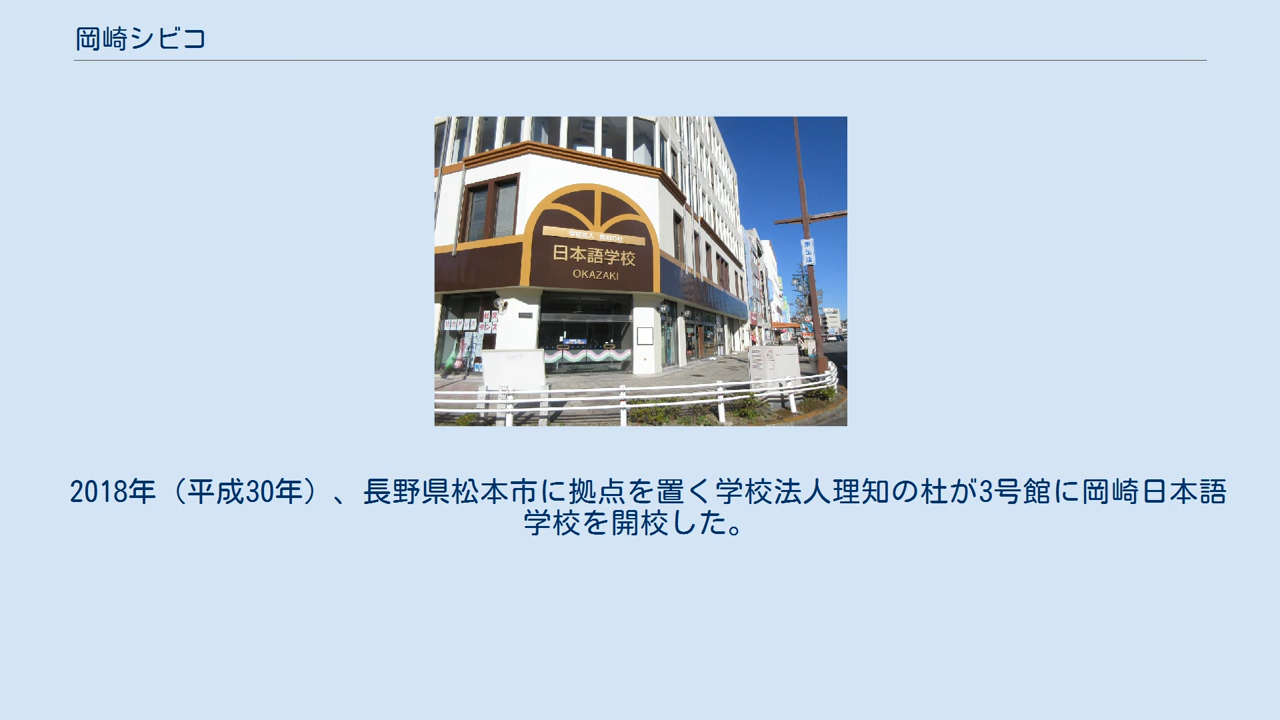 岡崎シビコ
日本語学校
OKAZAKI
2018年（平成30年）、長野県松本市に拠点を置く学校法人理知の杜が3号館に岡崎日本語
学校を開校した。